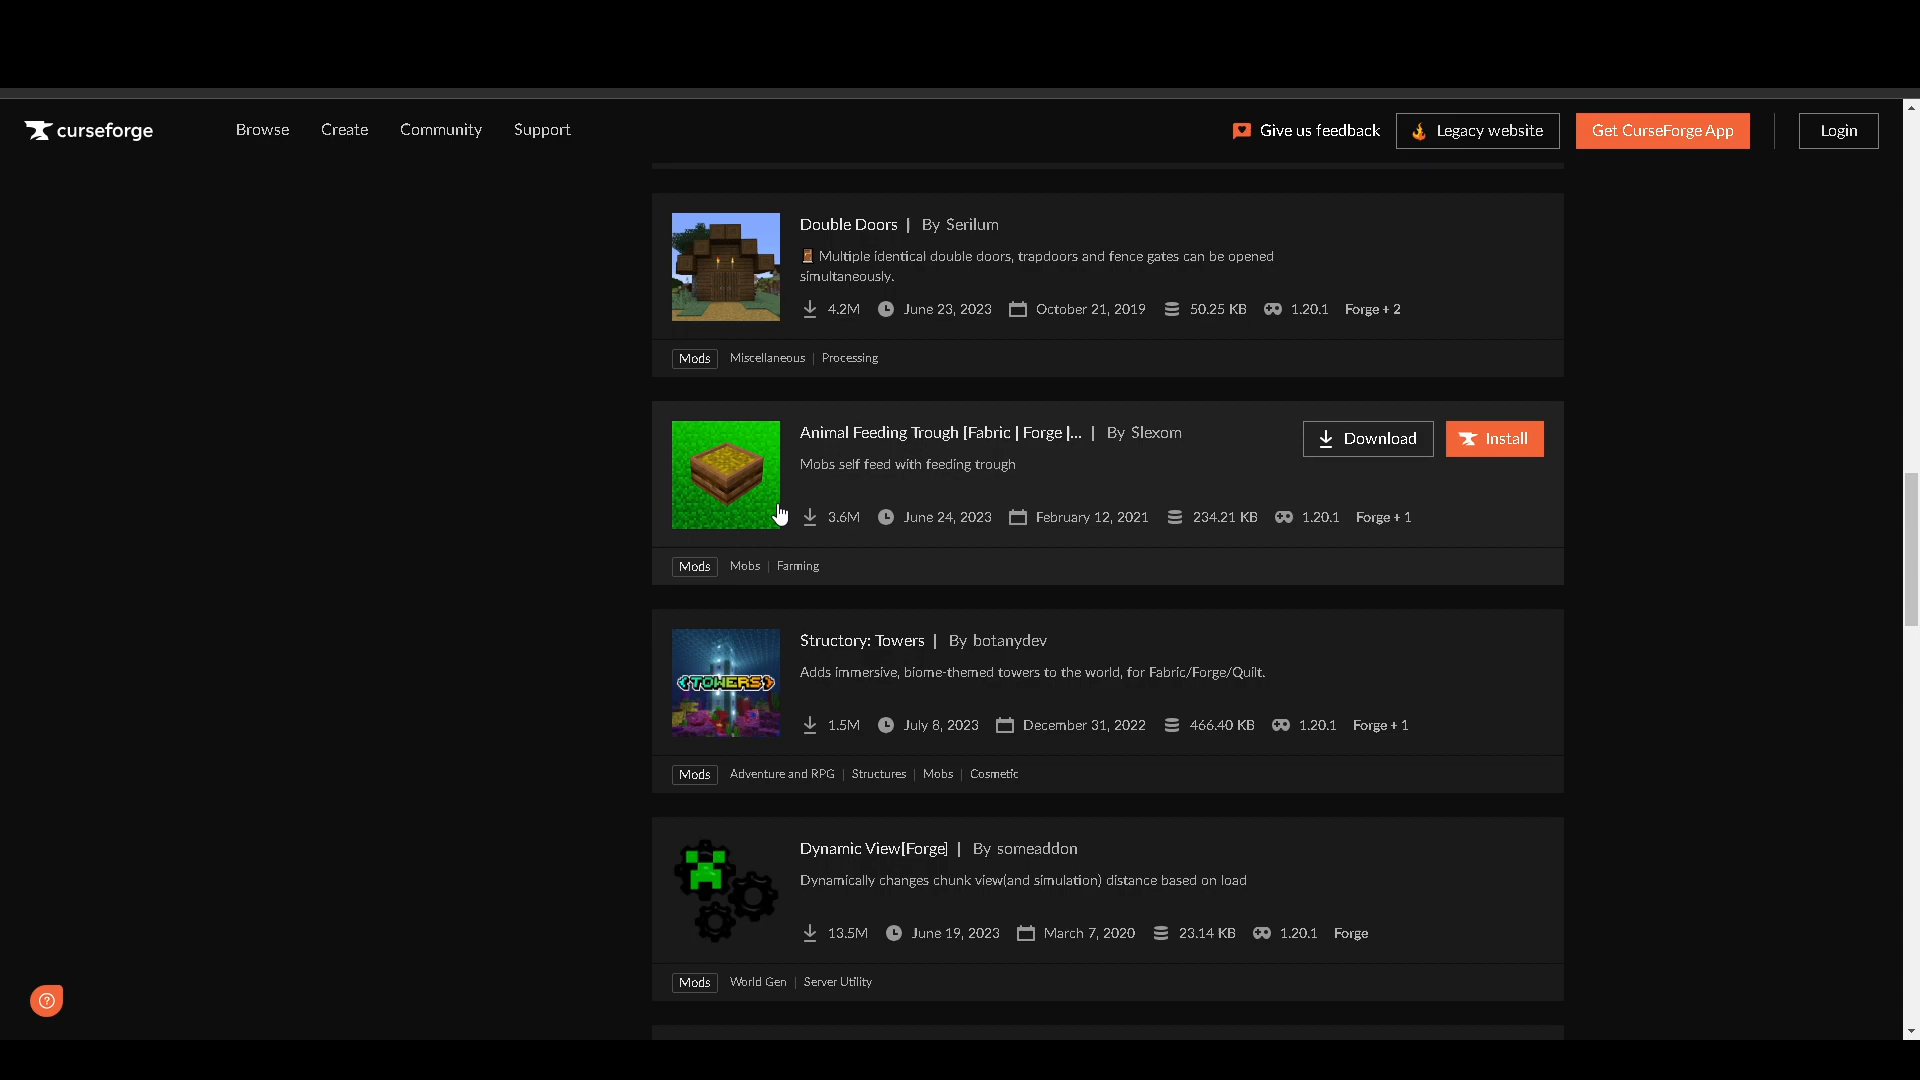 curseforge
Browse
Create
Community
Support
Give us feedback
Legacy website
Get CurseForge App
Login
Double Doors | By Serilum
Multiple identical double doors, trapdoors and fence gates can be opened
simultaneously.
4.2M June 23, 2023 October 21, 2019 50.25 KB 1.20.1 Forge + 2
Mods Miscellaneous | Processing
Animal Feeding Trough [Fabric | Forge |... | By Slexom
Download
Install
Mobs self feed with feeding trough
3.6M June 24, 2023 February 12, 2021 234.21 KB 1.20.1 Forge + 1
Mods Mobs | Farming
<TOWERS>
Structory: Towers | By botanydev
Adds immersive, biome-themed towers to the world, for Fabric/Forge/Quilt.
1.5M July 8, 2023 December 31, 2022 466.40 KB 1.20.1 Forge + 1
Mods Adventure and RPG | Structures | Mobs | Cosmetic
Dynamic View[Forge] | By someaddon
Dynamically changes chunk view(and simulation) distance based on load
13.5M June 19, 2023 March 7, 2020 23.14 KB 1.20.1 Forge
Mods World Gen | Server Utility